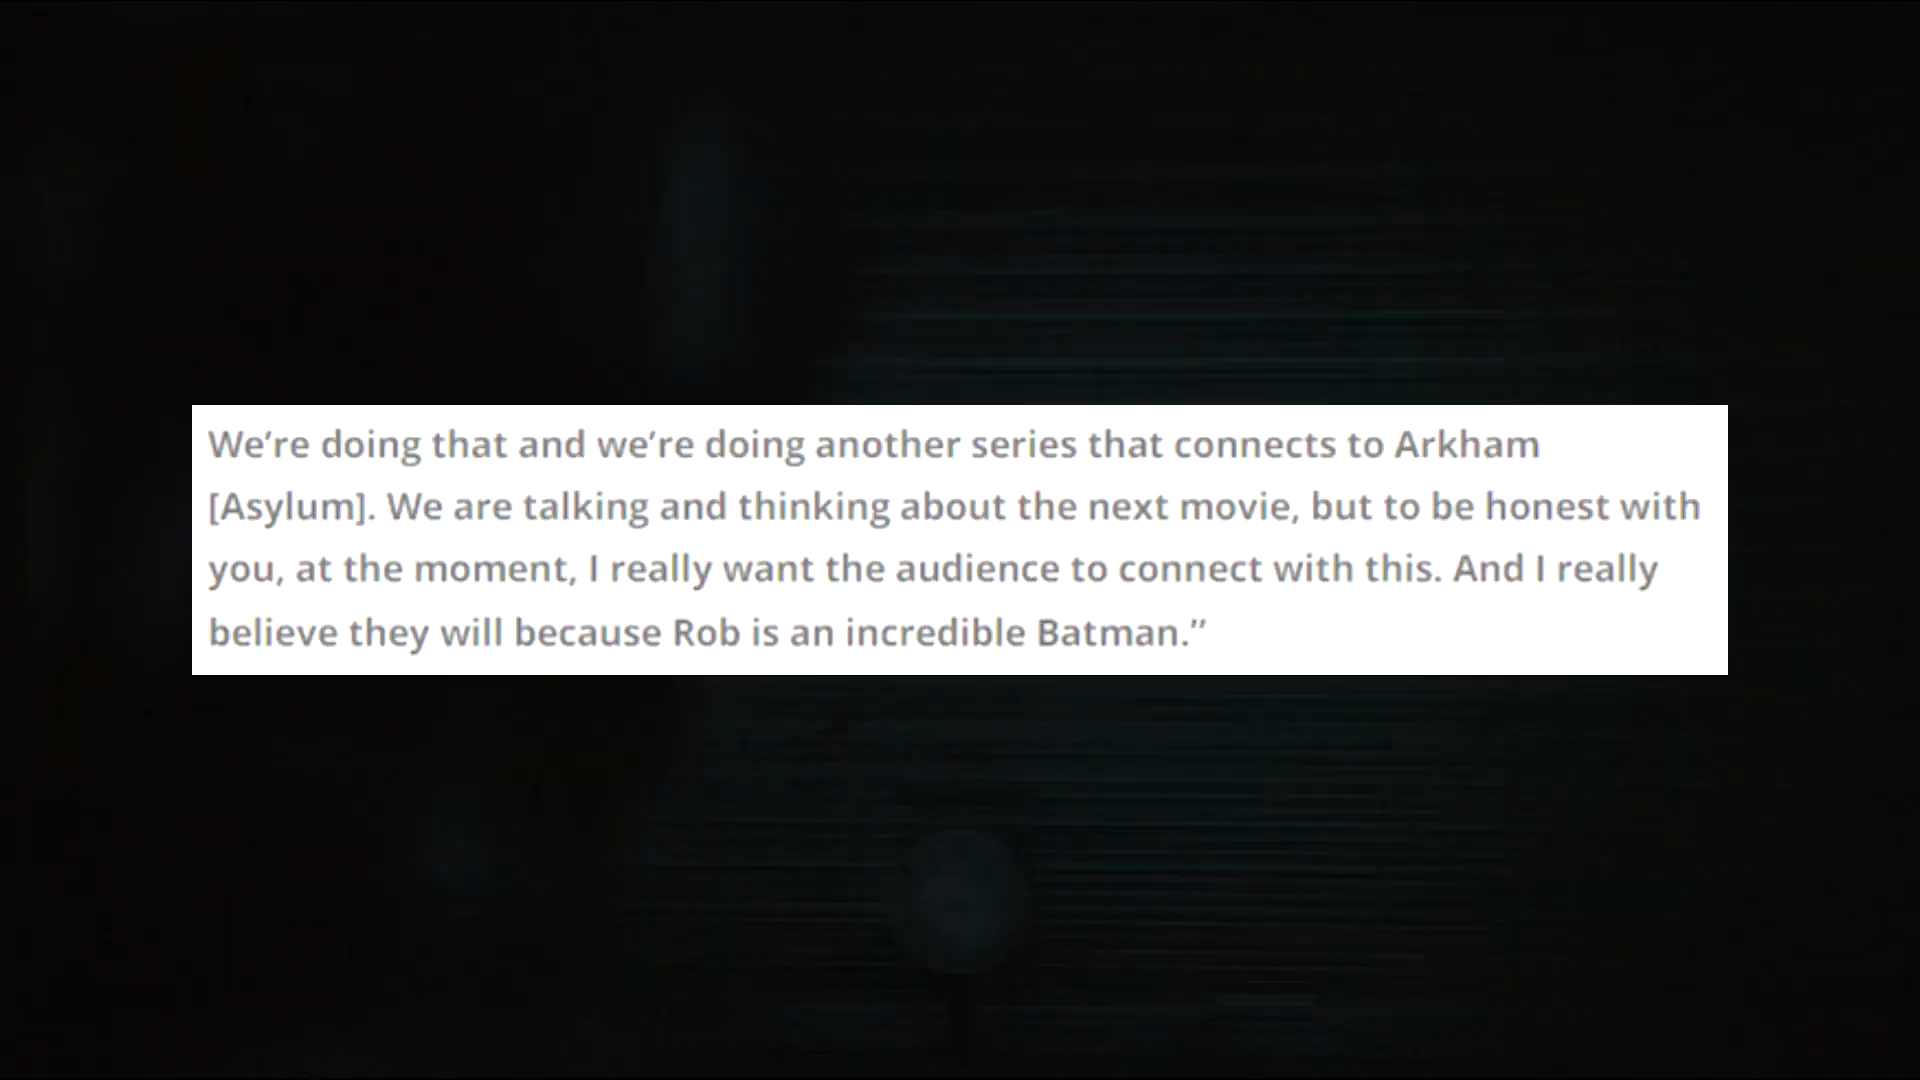 We’re doing that and we’re doing another series that connects to Arkham
[Asylum]. We are talking and thinking about the next movie, but to be honest with
you, at the moment, I really want the audience to connect with this. And I really
believe they will because Rob is an incredible Batman.”